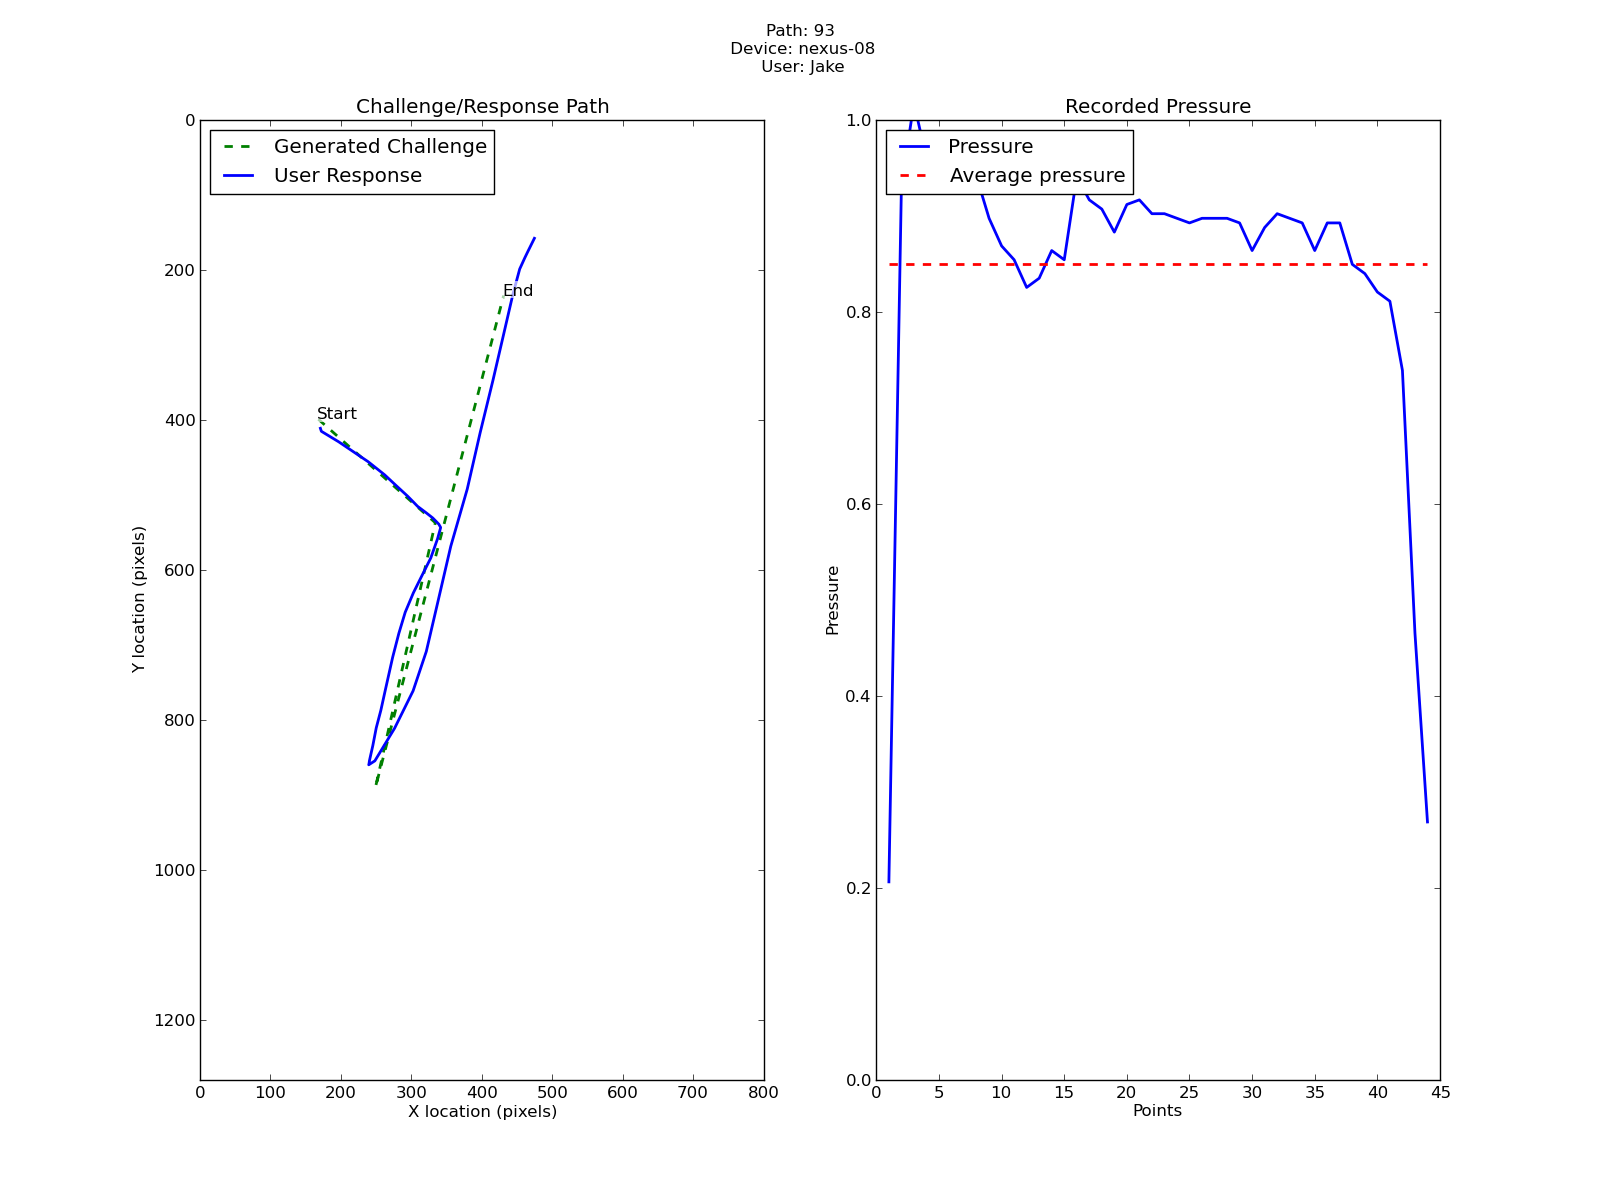 Path: 93
Device: nexus-08
User: Jake
Challenge/Response Path
Generated Challenge
User Response
0
200
400
600
800
1000
1200
Y location (pixels)
Start
End
0 100 200 300 400 500 600 700 800
X location (pixels)
Recorded Pressure
Pressure
Average pressure
1.0
0.8
0.6
0.4
0.2
0.0
Pressure
0 5 10 15 20 25 30 35 40 45
Points